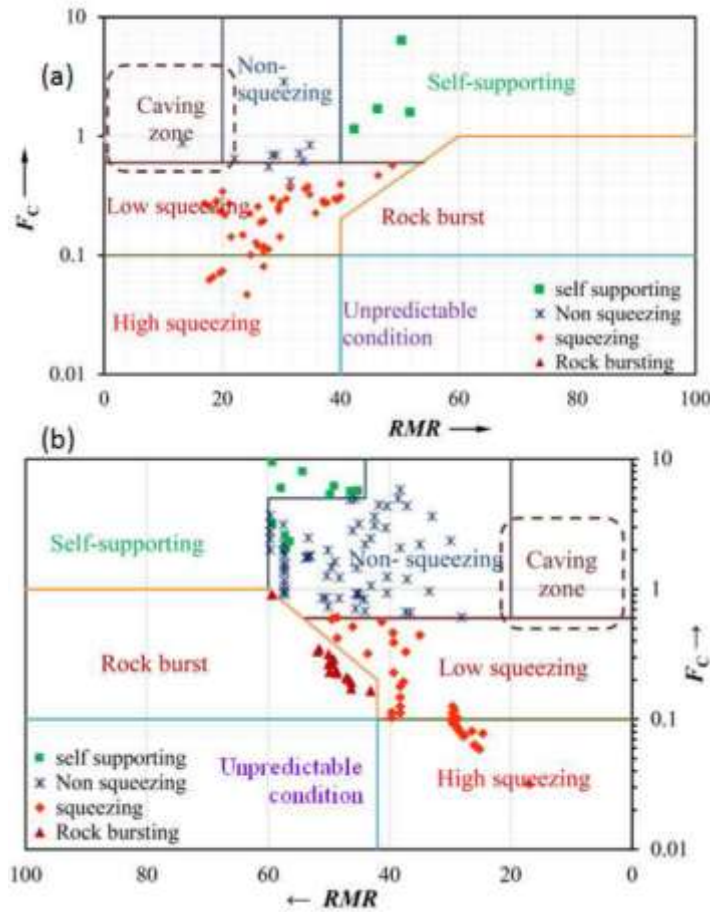 (a)
10
1
0.1
0.01
F_C →
Non-
squeezing
Self-supporting
Caving
zone
Low squeezing
Rock burst
High squeezing
Unpredictable
condition
self supporting
Non squeezing
squeezing
Rock bursting
0 20 40 60 80 100
RMR →
(b)
10
1
0.1
0.01
F_C →
Self-supporting
Non- squeezing
Caving
zone
Rock burst
Low squeezing
self supporting
Non squeezing
squeezing
Rock bursting
Unpredictable
condition
High squeezing
100 80 60 40 20 0
← RMR